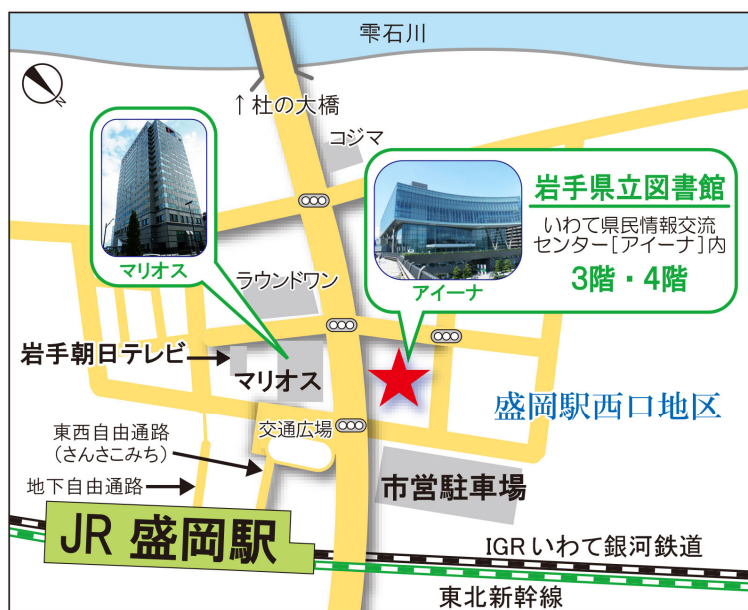 雫石川
N
↑杜の大橋
コジマ
マリオス
岩手県立図書館
いわて県民情報交流
センター[アイーナ]内
3階・4階
アイーナ
ラウンドワン
岩手朝日テレビ
マリオス
盛岡駅西口地区
東西自由通路
(さんさこみち)
交通広場
地下自由通路
市営駐車場
JR 盛岡駅
IGRいわて銀河鉄道
東北新幹線